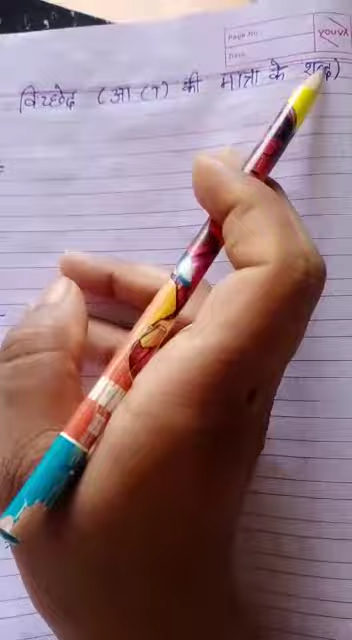 Page No.
Date
YOUVA
विच्छेद (आ (ा) की मात्रा के शब्द)